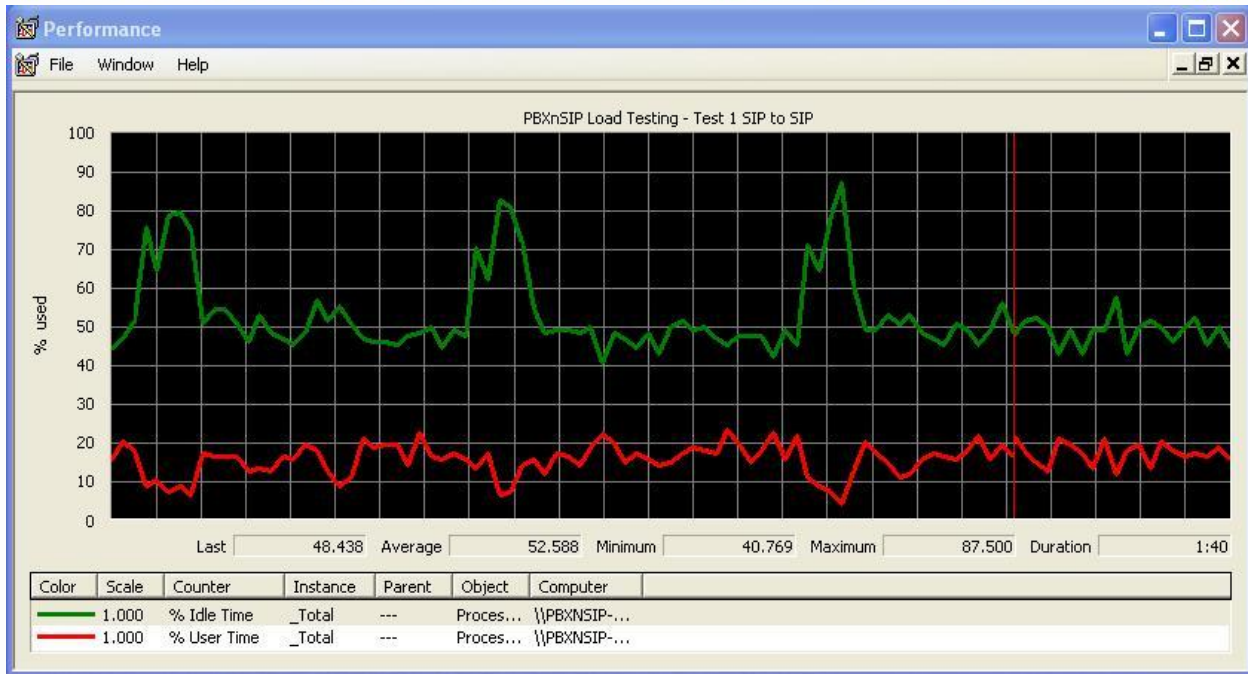 Performance
File Window Help
PBXnSIP Load Testing - Test 1 SIP to SIP
100
90
80
70
60
50
40
30
20
10
0
% used
Last 48.438 Average 52.588 Minimum 40.769 Maximum 87.500 Duration 1:40
Color Scale Counter Instance Parent Object Computer
1.000 % Idle Time _Total --- Proces... \\PBXNSIP-...
1.000 % User Time _Total --- Proces... \\PBXNSIP-...